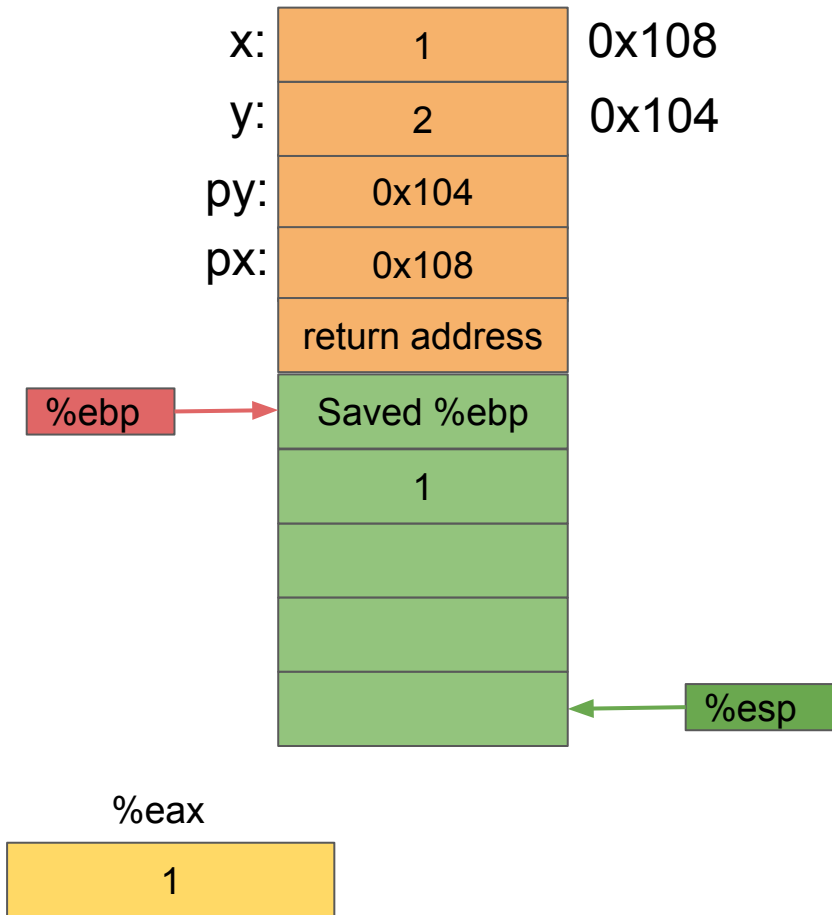 x: 1 0x108
y: 2 0x104
py: 0x104
px: 0x108
return address
%ebp Saved %ebp
1
%esp
%eax
1